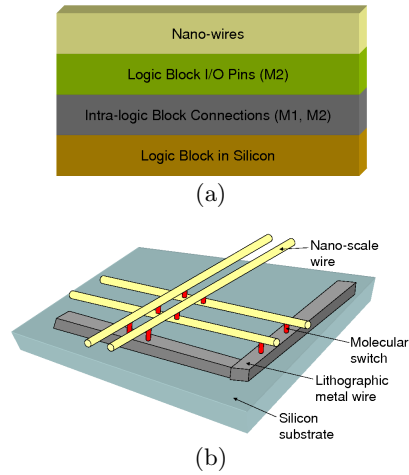 Nano-wires
Logic Block I/O Pins (M2)
Intra-logic Block Connections (M1, M2)
Logic Block in Silicon
(a)
Nano-scale
wire
Molecular
switch
Lithographic
metal wire
Silicon
substrate
(b)